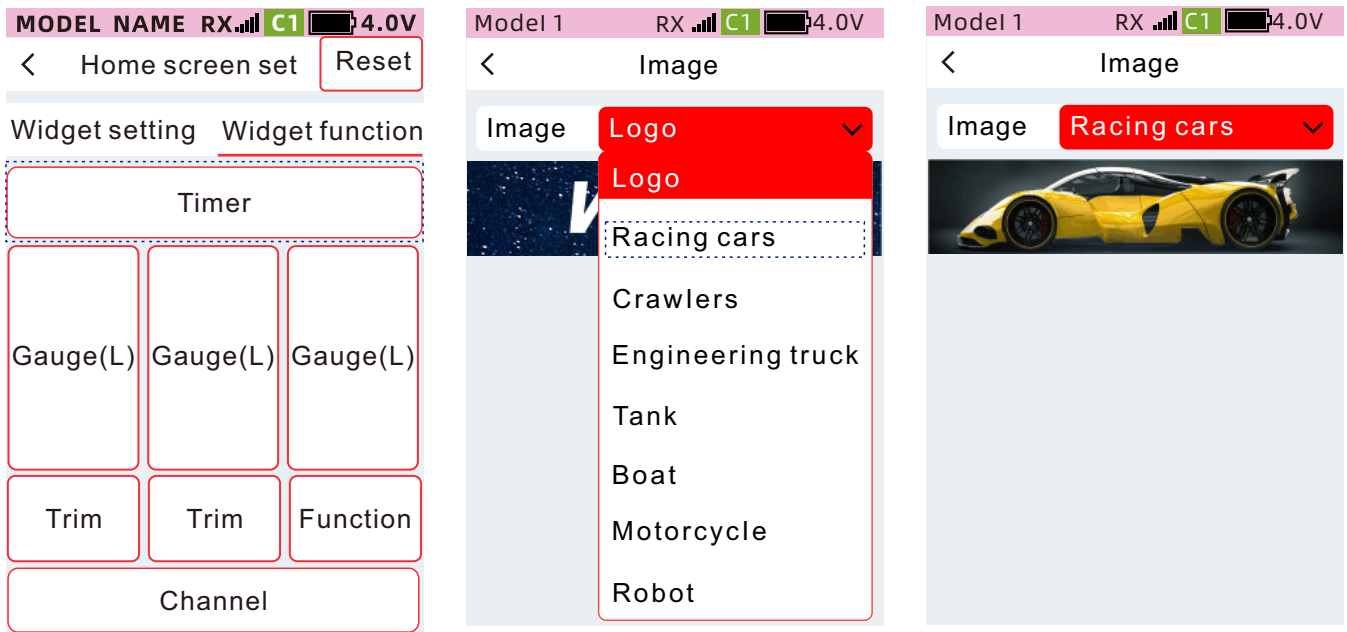 MODEL NAME RX C1 4.0V
Home screen set Reset
Widget setting Widget function
Timer
Gauge(L) Gauge(L) Gauge(L)
Trim Trim Function
Channel
Model 1 RX C1 4.0V
Image
Image Logo
Logo
Racing cars
Crawlers
Engineering truck
Tank
Boat
Motorcycle
Robot
Model 1 RX C1 4.0V
Image
Image Racing cars